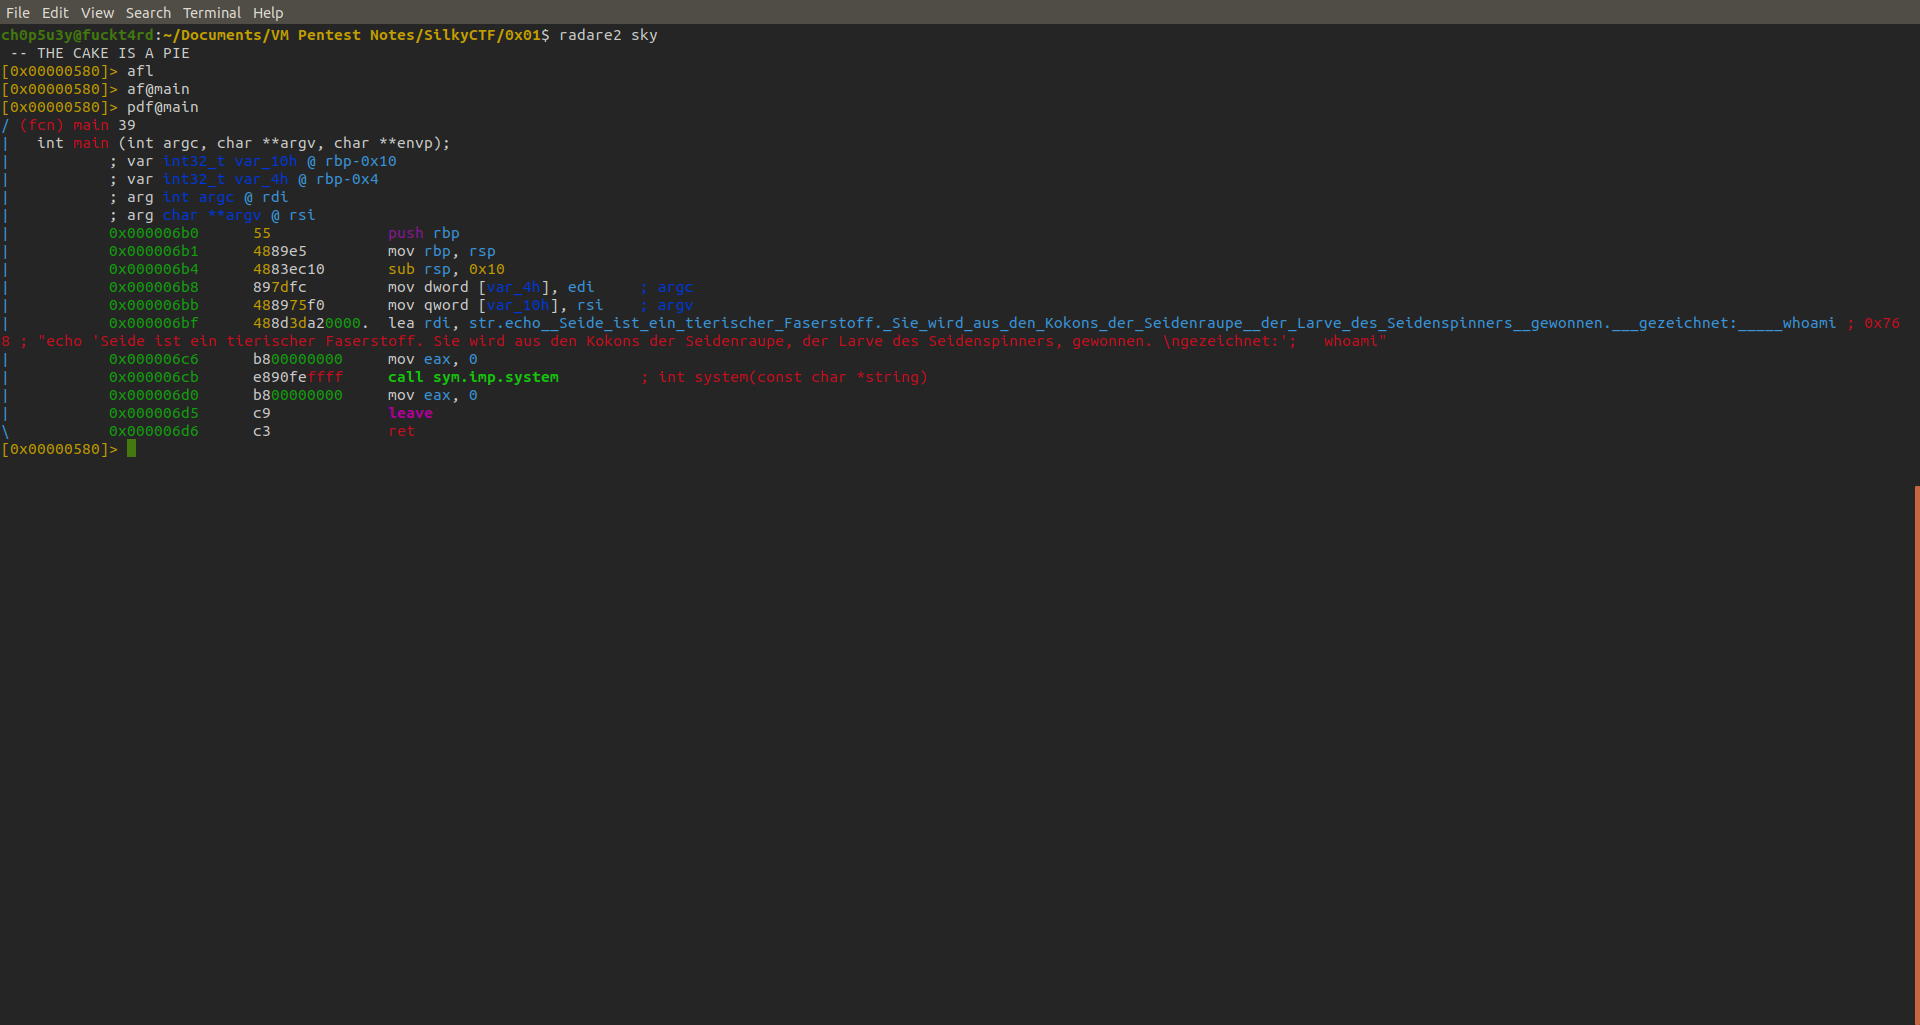 File Edit View Search Terminal Help
ch0p5u3y@fuckt4rd:~/Documents/VM Pentest Notes/SilkyCTF/0x01$ radare2 sky
 -- THE CAKE IS A PIE
[0x00000580]> afl
[0x00000580]> af@main
[0x00000580]> pdf@main
/ (fcn) main 39
|   int main (int argc, char **argv, char **envp);
|           ; var int32_t var_10h @ rbp-0x10
|           ; var int32_t var_4h @ rbp-0x4
|           ; arg int argc @ rdi
|           ; arg char **argv @ rsi
|           0x000006b0      55             push rbp
|           0x000006b1      4889e5         mov rbp, rsp
|           0x000006b4      4883ec10       sub rsp, 0x10
|           0x000006b8      897dfc         mov dword [var_4h], edi     ; argc
|           0x000006bb      488975f0       mov qword [var_10h], rsi    ; argv
|           0x000006bf      488d3da20000.  lea rdi, str.echo__Seide_ist_ein_tierischer_Faserstoff._Sie_wird_aus_den_Kokons_der_Seidenraupe__der_Larve_des_Seidenspinners__gewonnen.___gezeichnet:_____whoami ; 0x76
8 ; "echo 'Seide ist ein tierischer Faserstoff. Sie wird aus den Kokons der Seidenraupe, der Larve des Seidenspinners, gewonnen. \ngezeichnet:';   whoami"
|           0x000006c6      b800000000     mov eax, 0
|           0x000006cb      e890feffff     call sym.imp.system         ; int system(const char *string)
|           0x000006d0      b800000000     mov eax, 0
|           0x000006d5      c9             leave
\           0x000006d6      c3             ret
[0x00000580]>